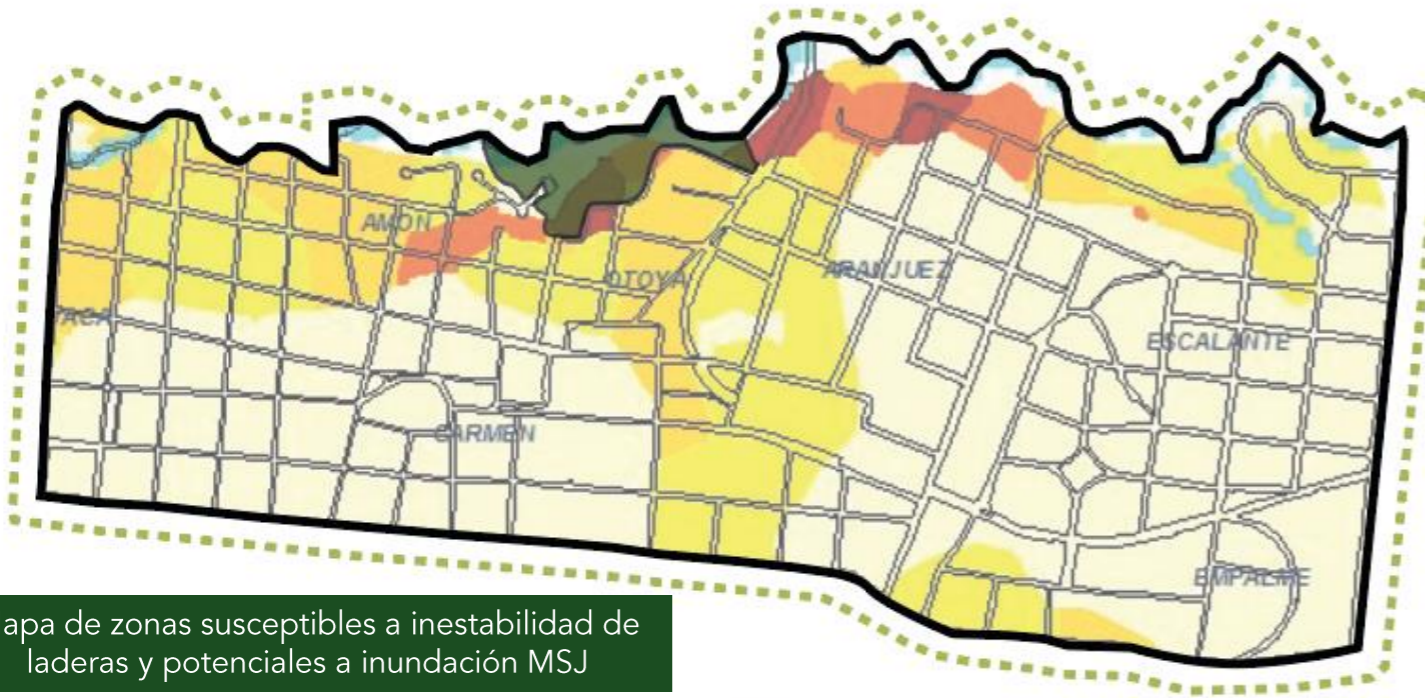 AMON
OTOYA
ARANJUEZ
ESCALANTE
CARMEN
EMPALME
apa de zonas susceptibles a inestabilidad de
laderas y potenciales a inundación MSJ